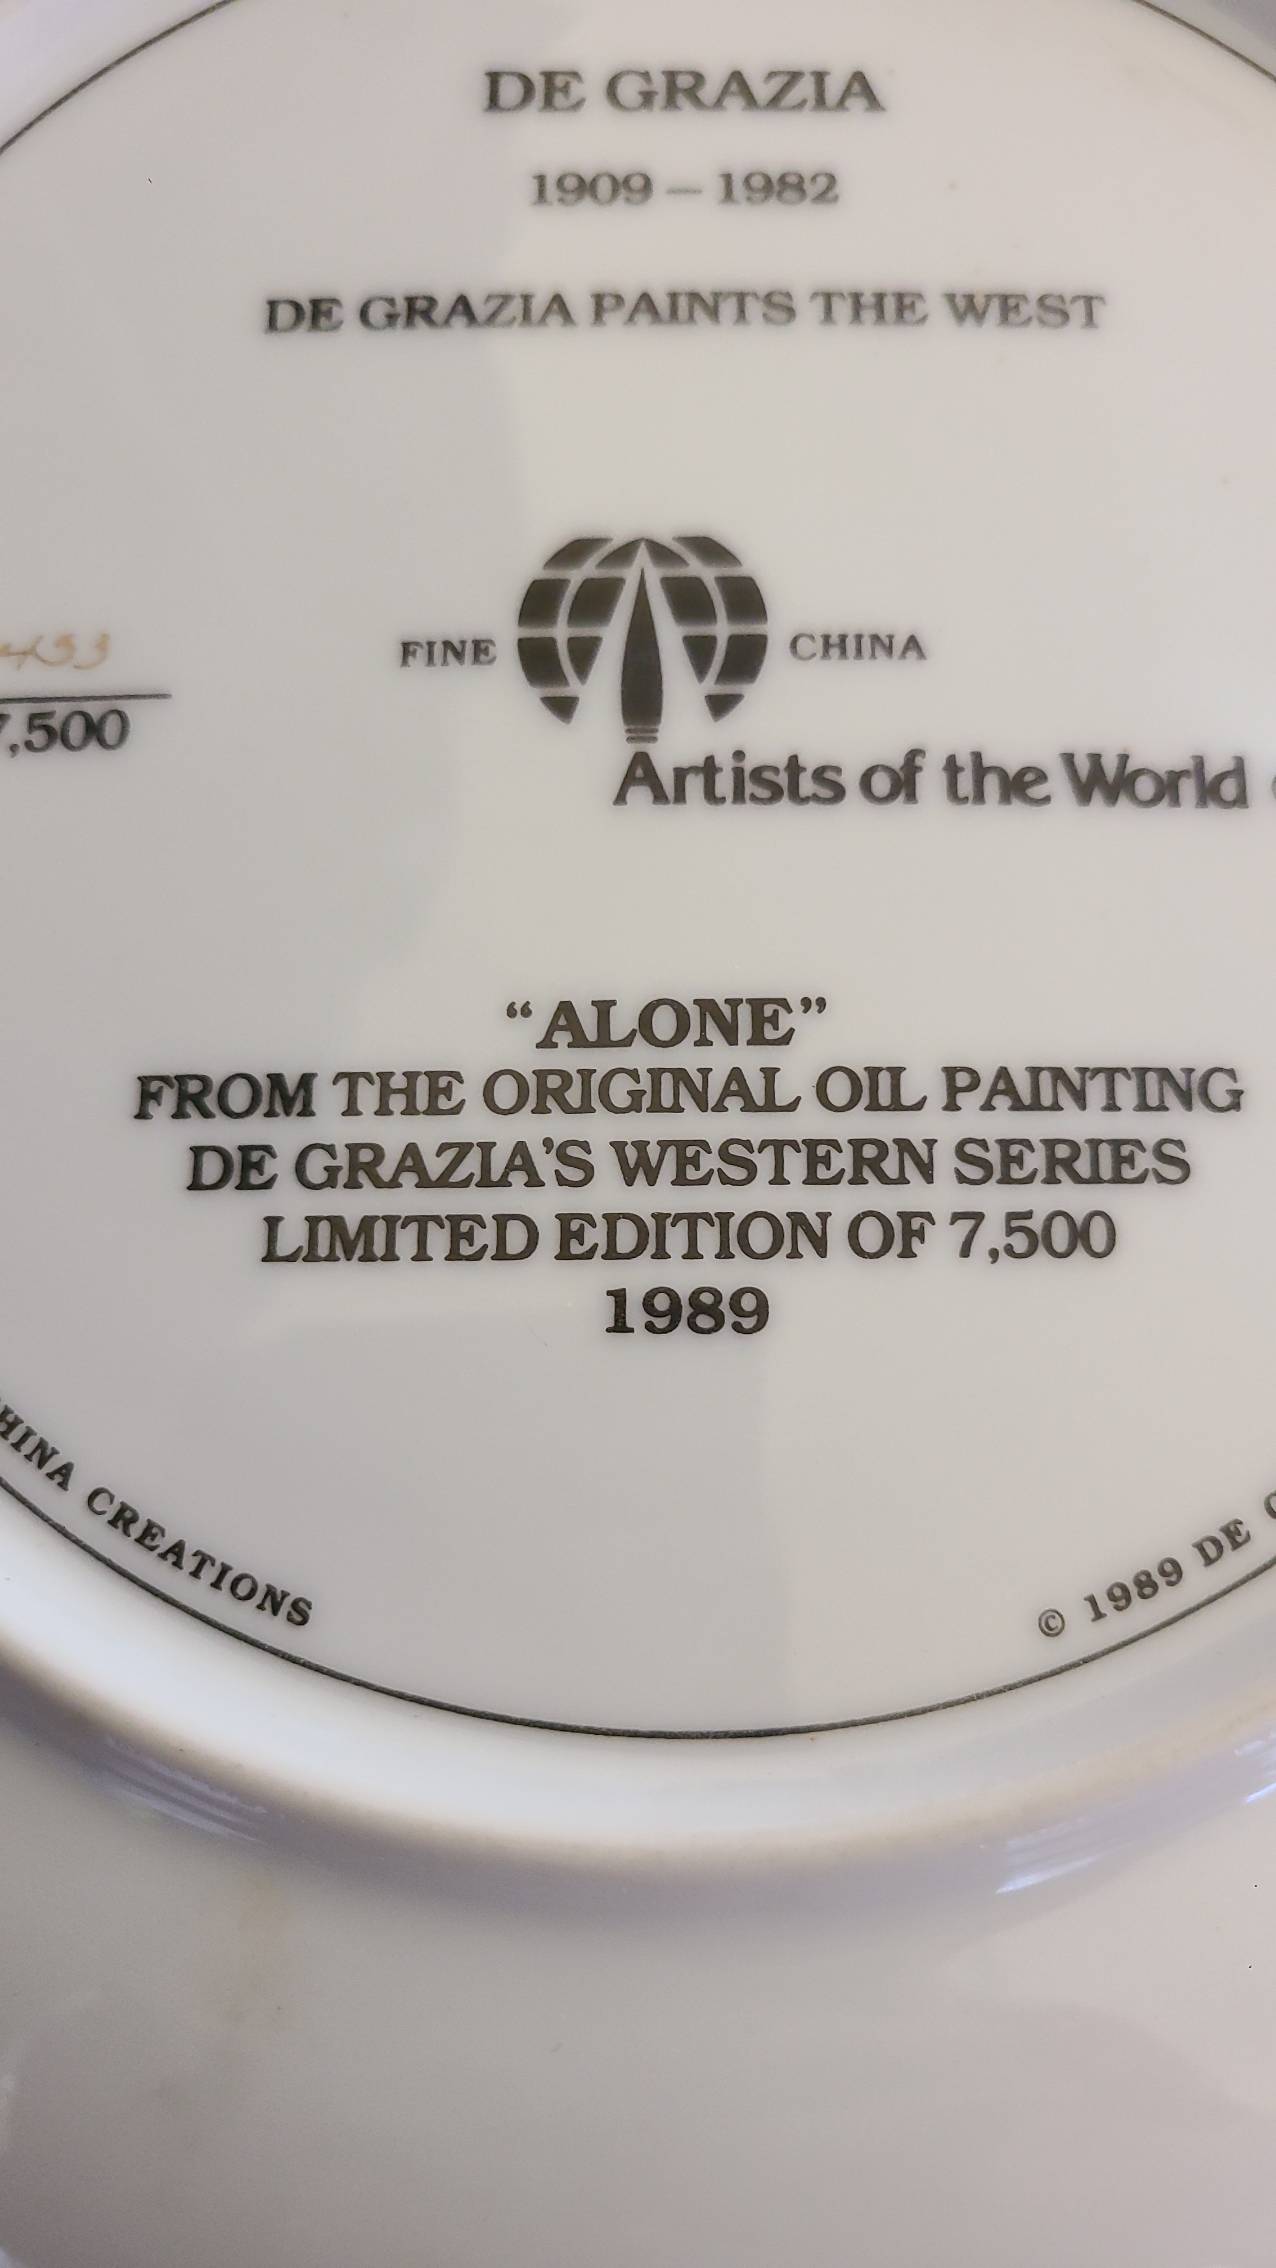 DE GRAZIA
1909 – 1982
DE GRAZIA PAINTS THE WEST
FINE CHINA
,500
Artists of the World
“ALONE”
FROM THE ORIGINAL OIL PAINTING
DE GRAZIA’S WESTERN SERIES
LIMITED EDITION OF 7,500
1989
HINA CREATIONS
© 1989 DE